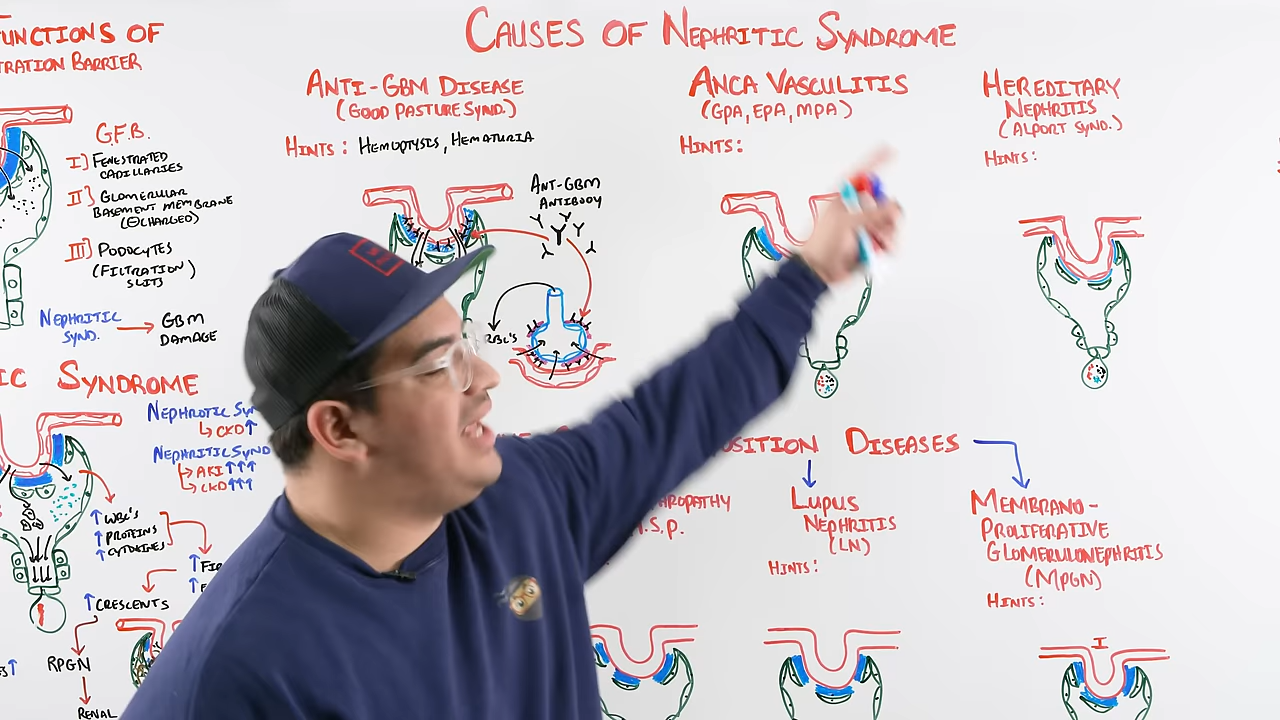 CAUSES OF NEPHRITIC SYNDROME
FUNCTIONS OF
TRATION BARRIER
G.F.B.
I] FENESTRATED
CAPILLARIES
II] GLOMERULAR
BASEMENT MEMBRANE
(⊖CHARGED)
III] PODOCYTES
(FILTRATION
SLITS)
NEPHRITIC
SYND. → GBM
DAMAGE
IC SYNDROME
NEPHROTIC SY
↳ CKD↑
NEPHRITIC SYND
↳ AKI↑↑↑
↳ CKD↑↑↑
↑ WBC'S
↑ PROTEINS
↑ CYTOKINES
↑ FI
↑
↑ CRESCENTS
RPGN
RENAL
ANTI-GBM DISEASE
(GOOD PASTURE SYND.)
HINTS: HEMOPTYSIS, HEMATURIA
ANT-GBM
ANTIBODY
RBC'S
ANCA VASCULITIS
(GPA, EPA, MPA)
HINTS:
HEREDITARY
NEPHRITIS
(ALPORT SYND.)
HINTS:
OSITION DISEASES
ROPATHY
.S.P.
LUPUS
NEPHRITIS
(LN)
HINTS:
MEMBRANO-
PROLIFERATIVE
GLOMERULONEPHRITIS
(MPGN)
HINTS:
I